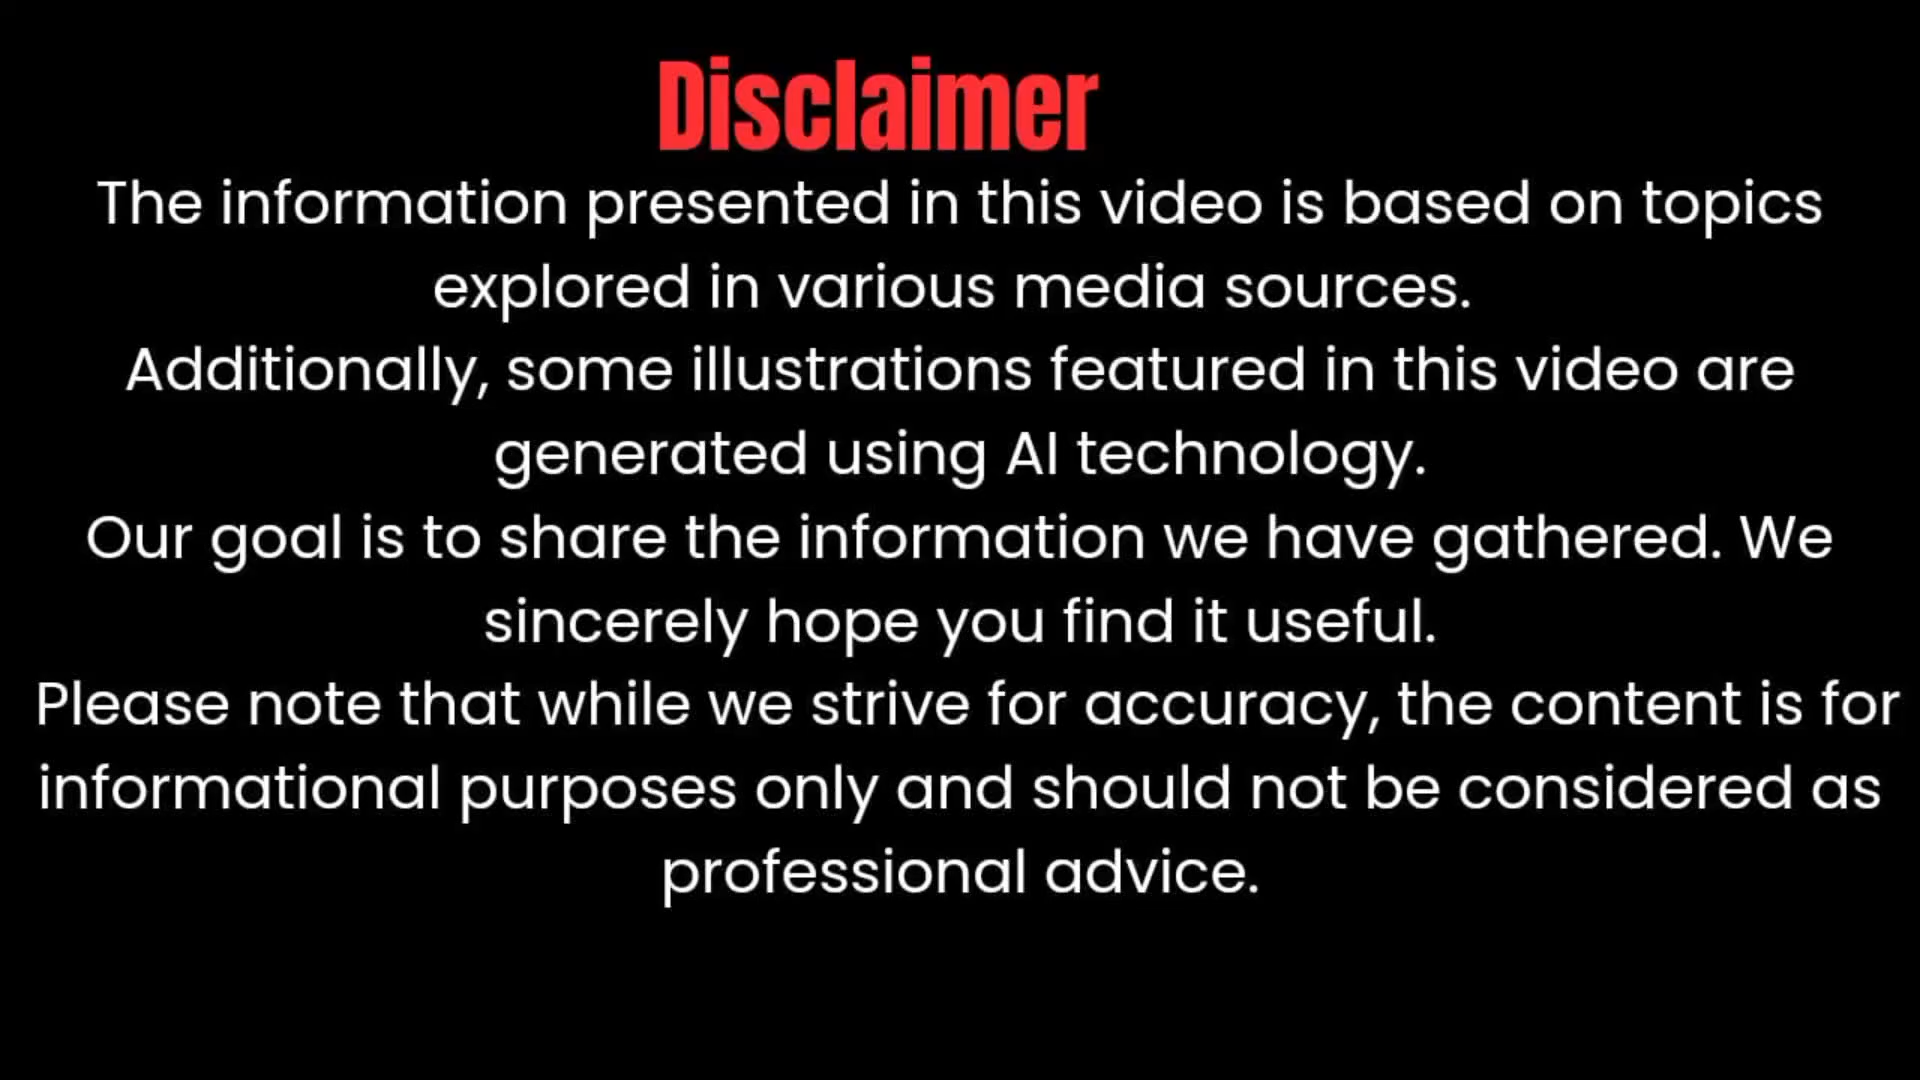 Disclaimer
The information presented in this video is based on topics
explored in various media sources.
Additionally, some illustrations featured in this video are
generated using AI technology.
Our goal is to share the information we have gathered. We
sincerely hope you find it useful.
Please note that while we strive for accuracy, the content is for
informational purposes only and should not be considered as
professional advice.